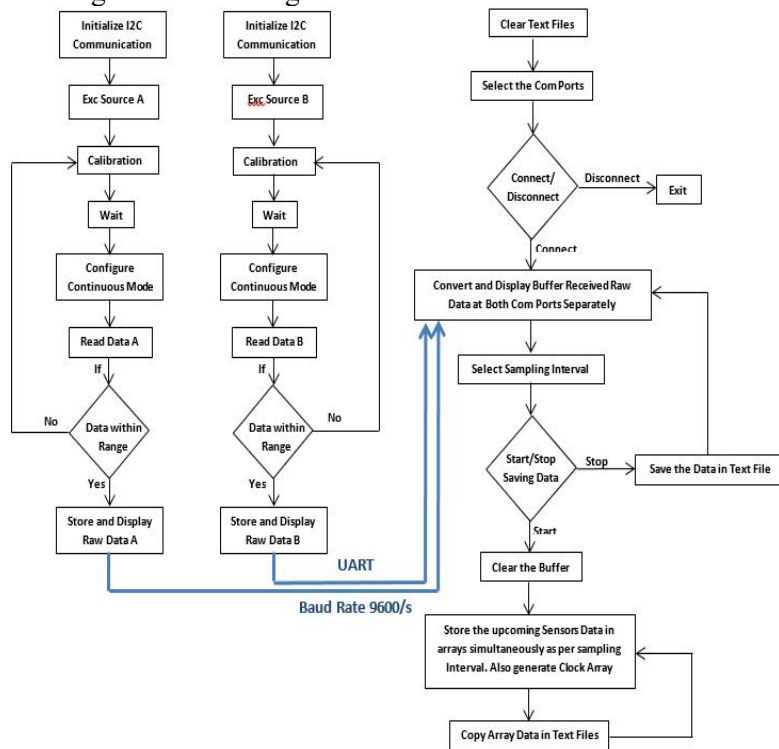 Initialize I2C
Communication
Exc Source A
Calibration
Wait
Configure
Continuous Mode
Read Data A
If
No
Data within
Range
Yes
Store and Display
Raw Data A
Initialize I2C
Communication
Exc Source B
Calibration
Wait
Configure
Continuous Mode
Read Data B
If
No
Data within
Range
Yes
Store and Display
Raw Data B
UART
Baud Rate 9600/s
Clear Text Files
Select the Com Ports
Connect/
Disconnect
Disconnect
Exit
Connect
Convert and Display Buffer Received Raw
Data at Both Com Ports Separately
Select Sampling Interval
Start/Stop
Saving Data
Stop
Save the Data in Text File
Start
Clear the Buffer
Store the upcoming Sensors Data in
arrays simultaneously as per sampling
Interval. Also generate Clock Array
Copy Array Data in Text Files